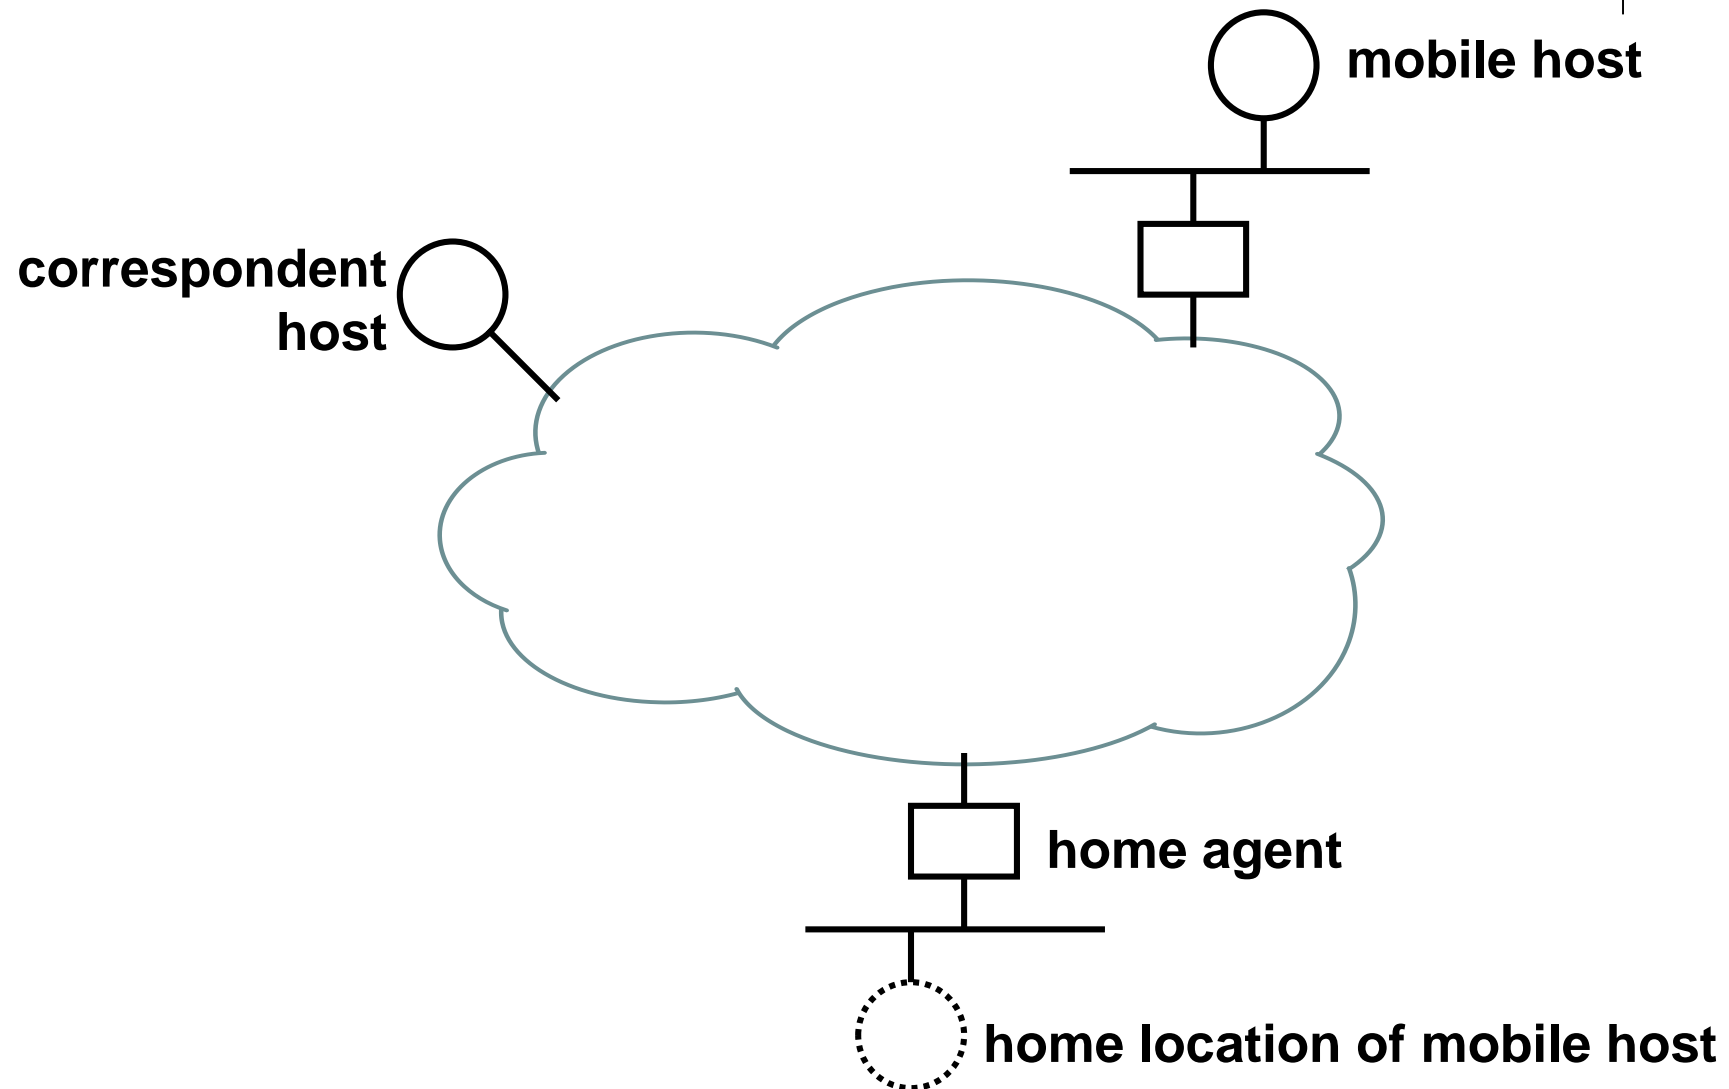 mobile host
correspondent
host
home agent
home location of mobile host